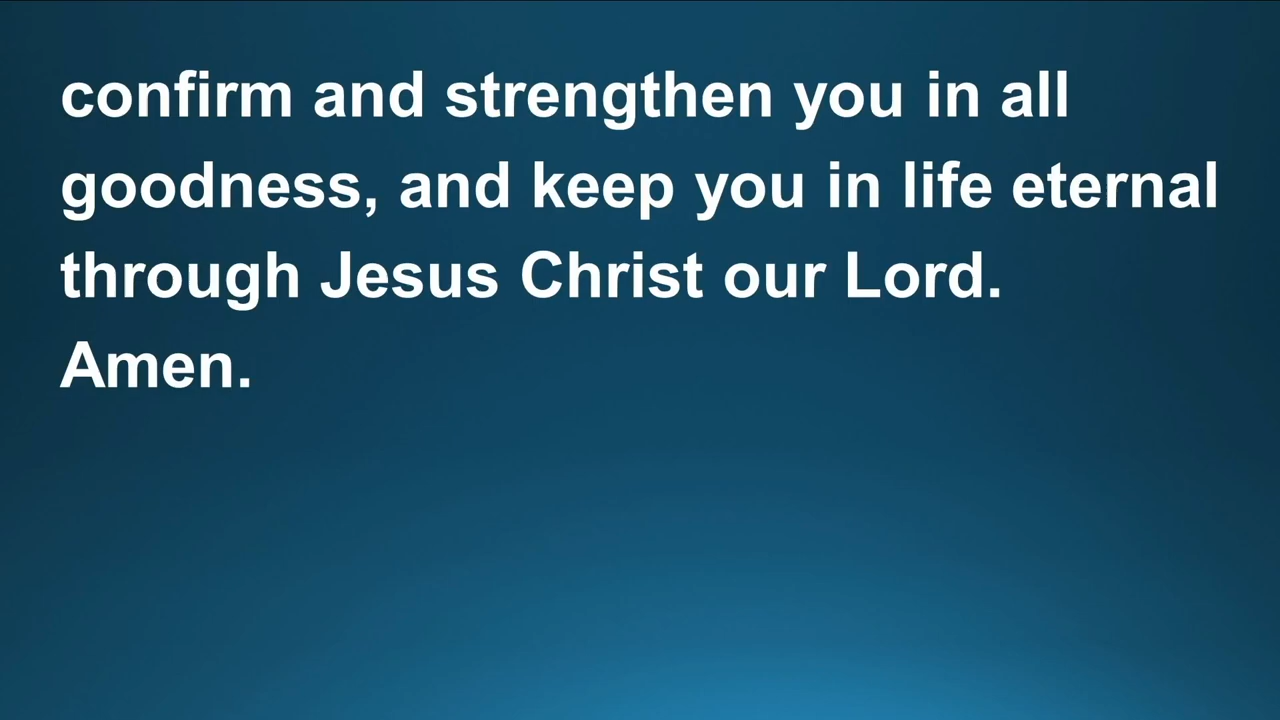 confirm and strengthen you in all
goodness, and keep you in life eternal
through Jesus Christ our Lord.
Amen.